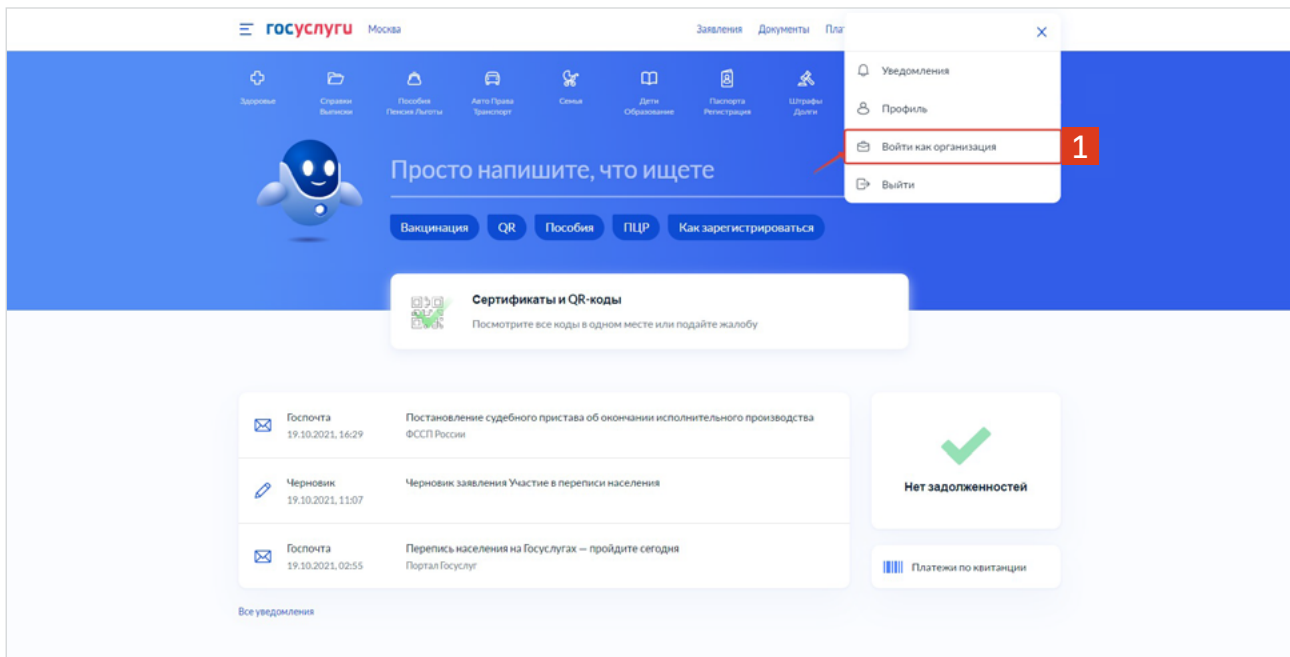 госуслуги Москва Заявления Документы Плат
Уведомления
Профиль
Войти как организация
1
Выйти
Здоровье
Справки
Выписки
Пособия
Пенсия Льготы
Авто Права
Транспорт
Семья
Дети
Образование
Паспорта
Регистрация
Штрафы
Долги
Просто напишите, что ищете
Вакцинация QR Пособия ПЦР Как зарегистрироваться
Сертификаты и QR-коды
Посмотрите все коды в одном месте или подайте жалобу
Госпочта Постановление судебного пристава об окончании исполнительного производства
19.10.2021, 16:29 ФССП России
Черновик Черновик заявления Участие в переписи населения
19.10.2021, 11:07
Госпочта Перепись населения на Госуслугах — пройдите сегодня
19.10.2021, 02:55 Портал Госуслуг
Нет задолженностей
Платежи по квитанции
Все уведомления